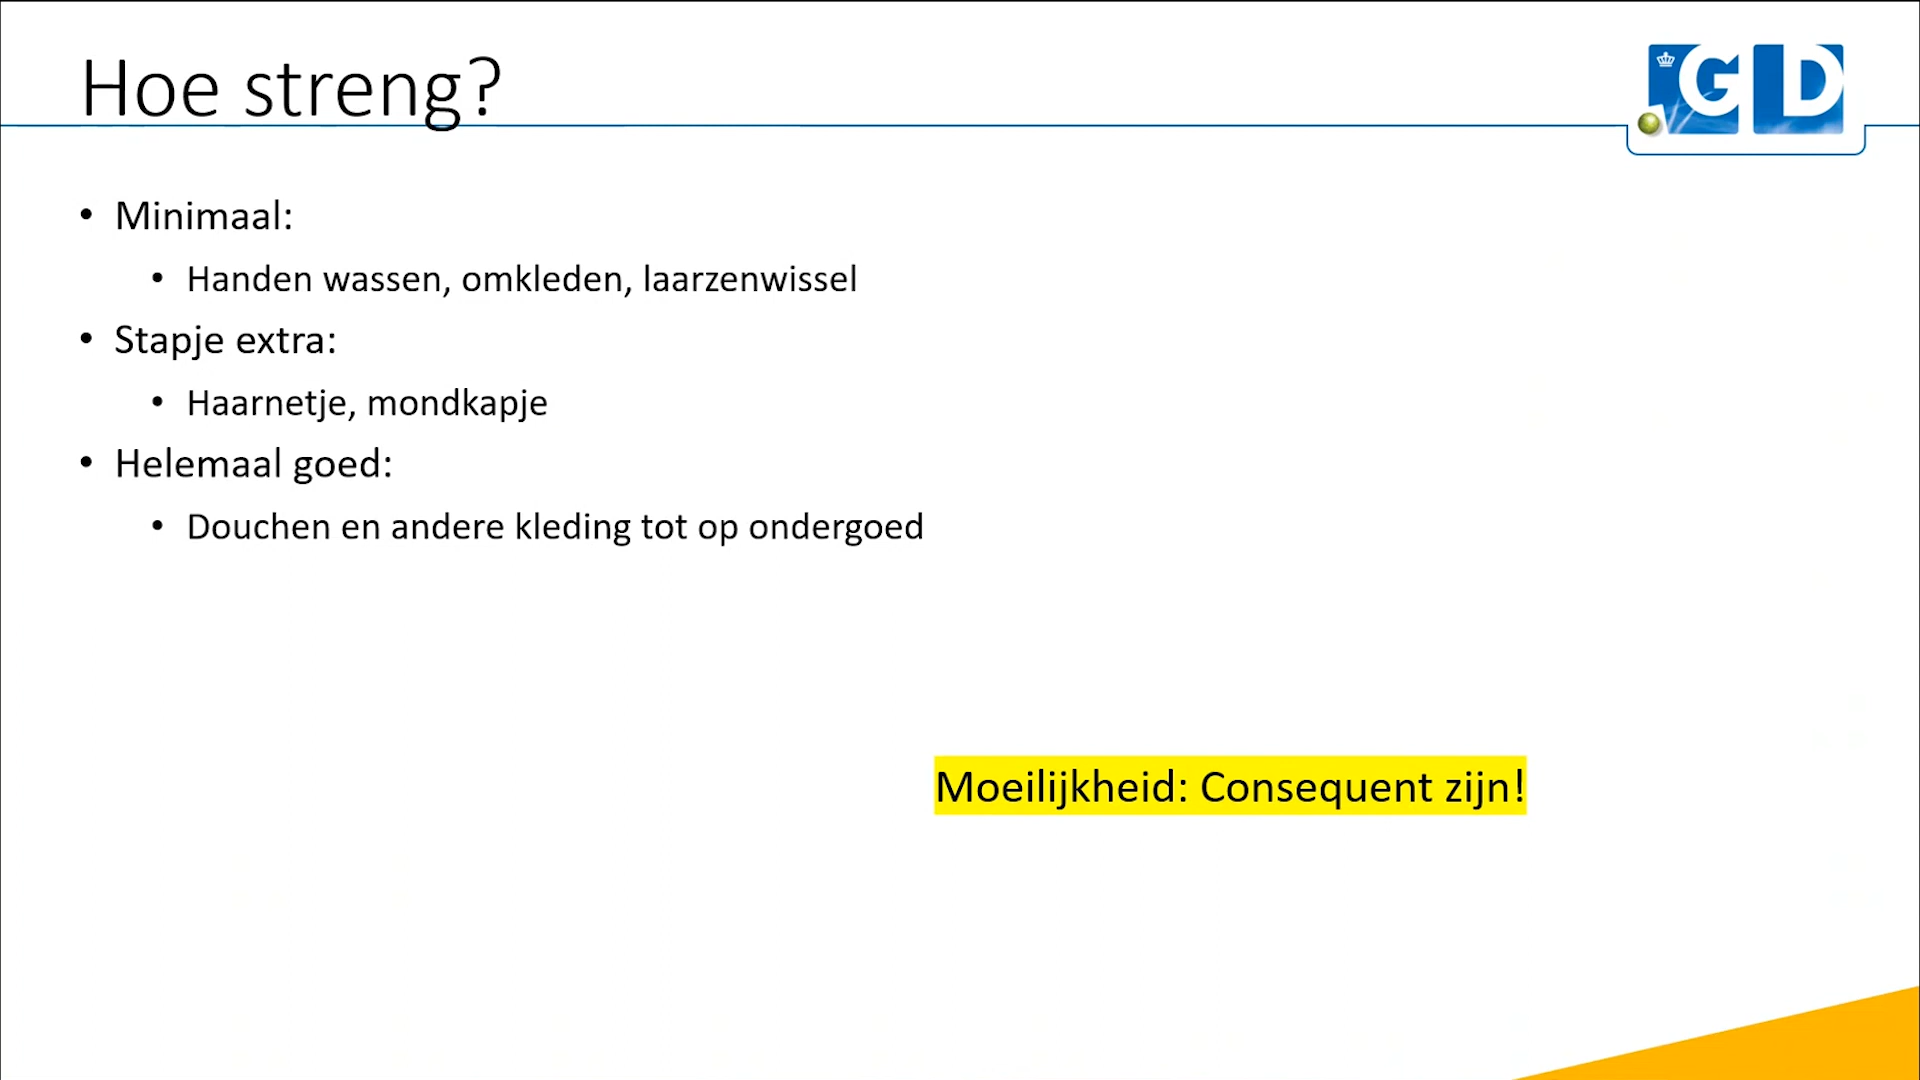 Hoe streng?
GD
• Minimaal:
• Handen wassen, omkleden, laarzenwissel
• Stapje extra:
• Haarnetje, mondkapje
• Helemaal goed:
• Douchen en andere kleding tot op ondergoed
Moeilijkheid: Consequent zijn!